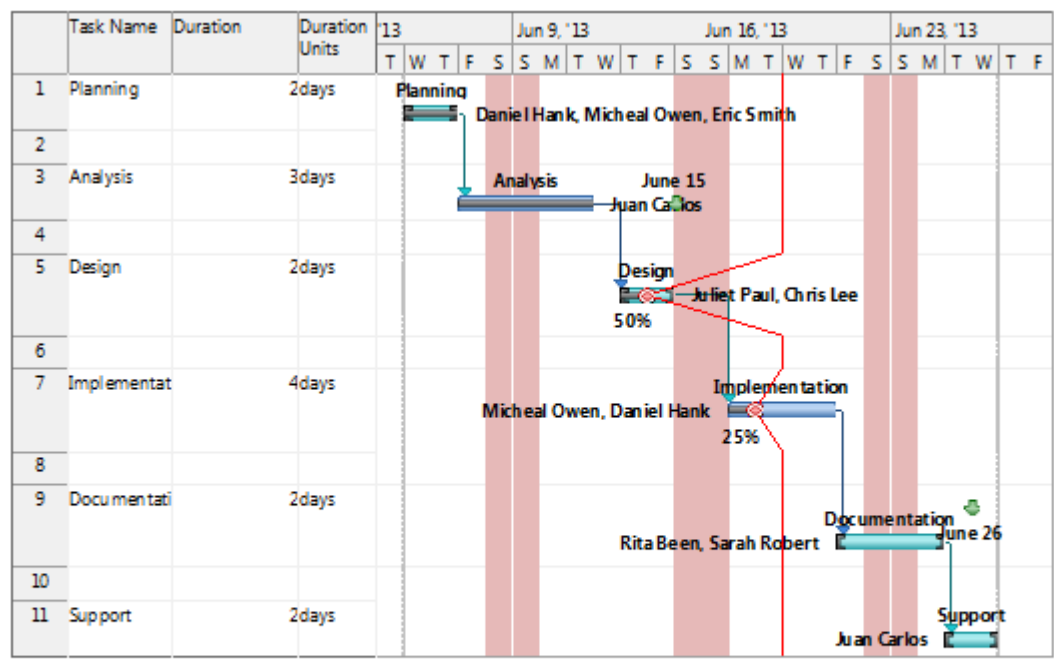 Task Name Duration Duration Units '13 Jun 9, '13 Jun 16, '13 Jun 23, '13
T W T F S S M T W T F S S M T W T F S S M T W T F
1 Planning 2days Planning
Daniel Hank, Micheal Owen, Eric Smith
2
3 Analysis 3days Analysis June 15
Juan Carlos
4
5 Design 2days Design
Juliet Paul, Chris Lee
50%
6
7 Implementat 4days Implementation
Micheal Owen, Daniel Hank
25%
8
9 Documentati 2days
Documentation
June 26
Rita Been, Sarah Robert
10
11 Support 2days Support
Juan Carlos